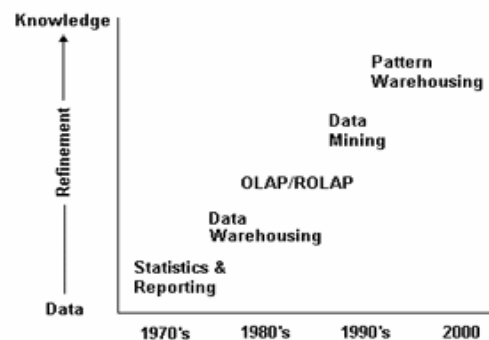 Knowledge
Pattern
Warehousing
Data
Mining
Refinement
OLAP/ROLAP
Data
Warehousing
Statistics &
Reporting
Data
1970's 1980's 1990's 2000